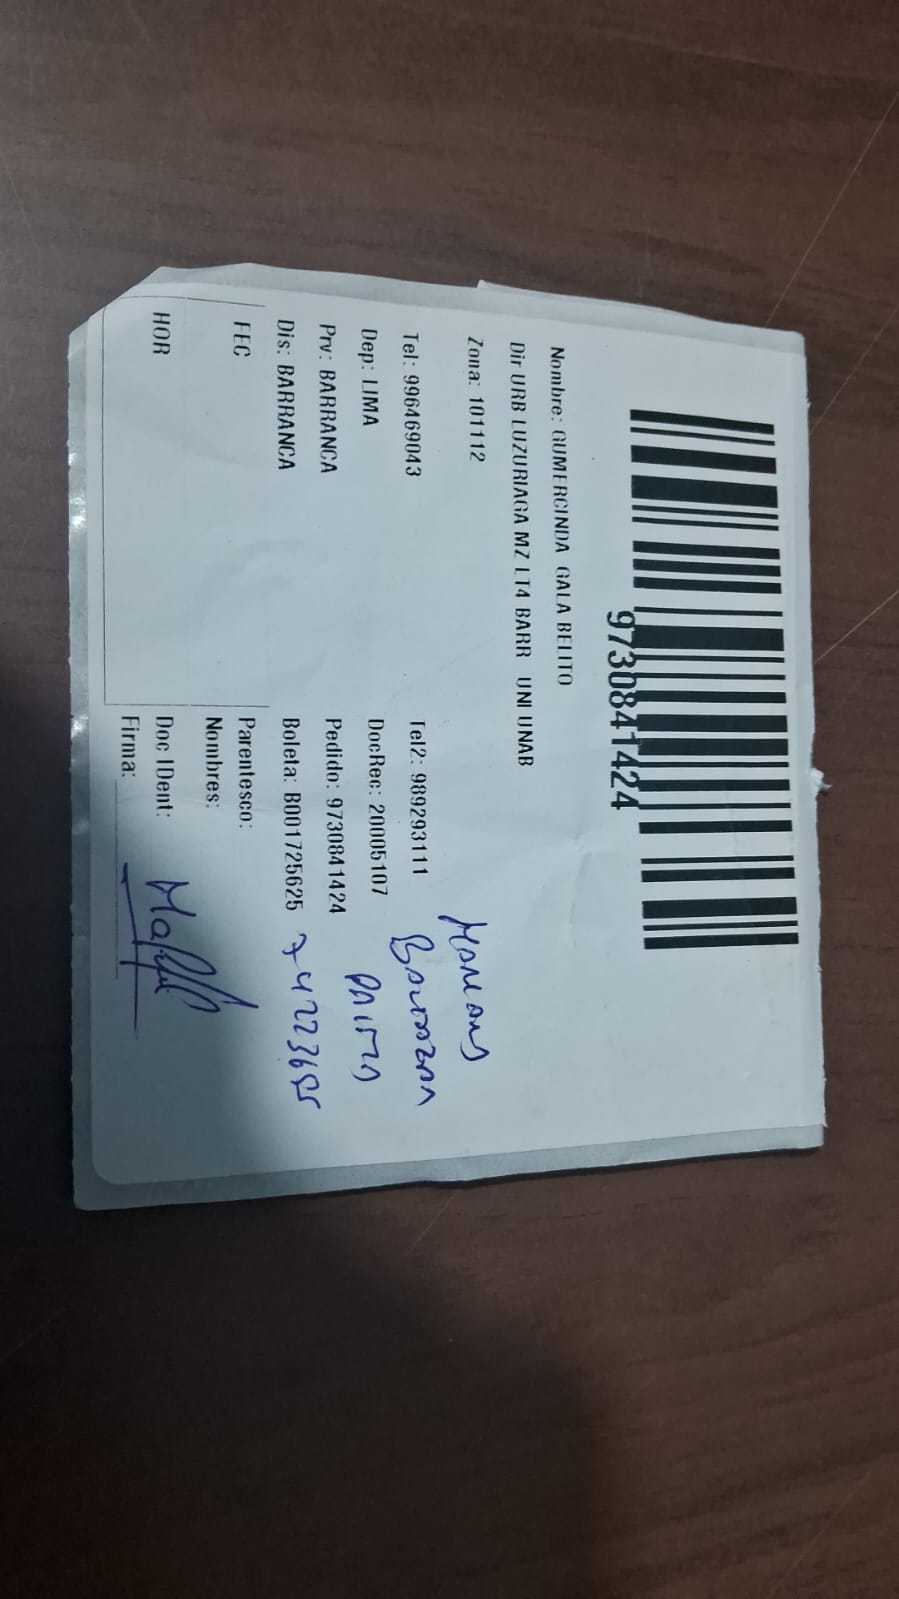 9730841424
Nombre: GUMERCINDA GALA BELITO
Dir URB LUZURIAGA MZ LT4 BARR UNI UNAB
Zona: 101112
Tel: 996469043 Tel2: 989293111
Dep: LIMA DocRec: 20005107
Prv: BARRANCA Pedido: 9730841424
Dis: BARRANCA Boleta: B001725625
FEC Parentesco:
Nombres:
HOR Doc IDent:
Firma:
Mariano